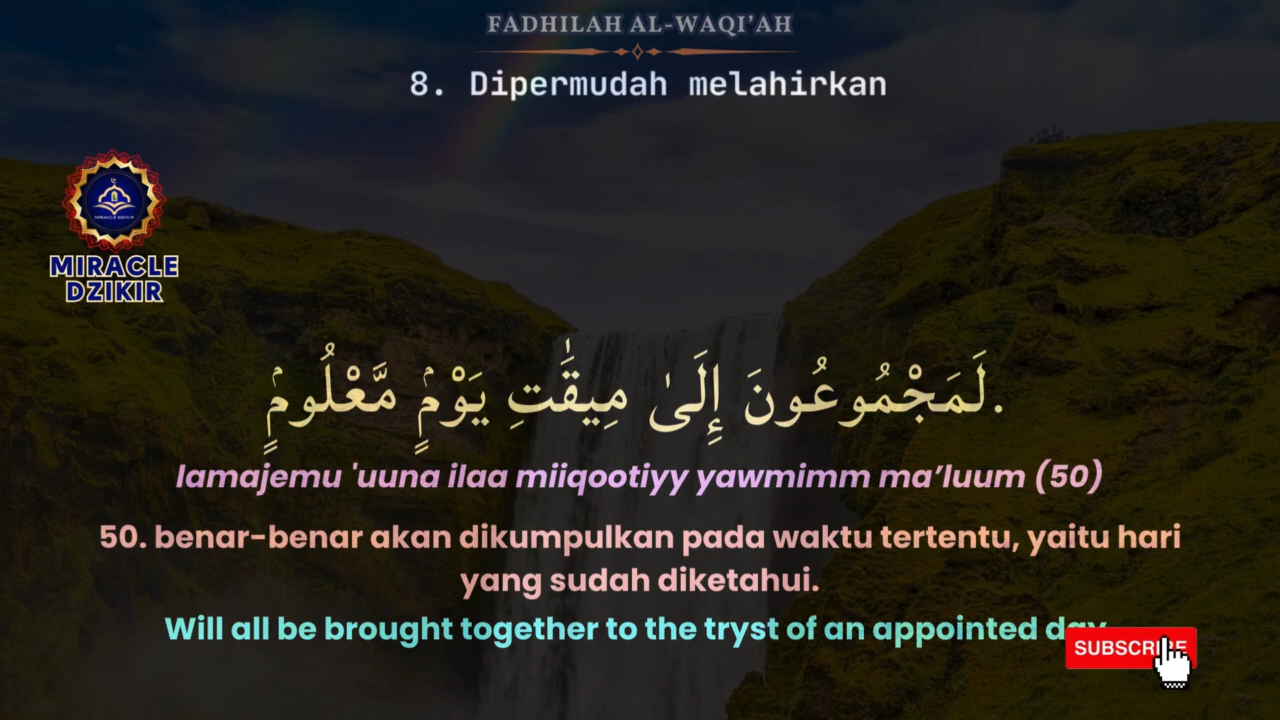 FADHILAH AL-WAQI’AH
8. Dipermudah melahirkan
MIRACLE
DZIKIR
لَمَجْمُوعُونَ إِلَىٰ مِيقَٰتِ يَوْمٍۢ مَّعْلُومٍۢ.
lamajemu 'uuna ilaa miiqootiyy yawmimm ma’luum (50)
50. benar-benar akan dikumpulkan pada waktu tertentu, yaitu hari
yang sudah diketahui.
Will all be brought together to the tryst of an appointed day
SUBSCRIBE